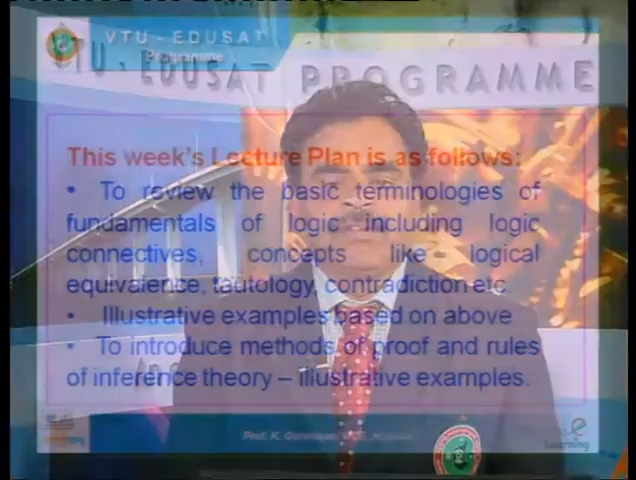 VTU - EDUSAT
Programme
TU - EDUSAT PROGRAMME
This week's Lecture Plan is as follows:
• To review the basic terminologies of
fundamentals of logic including logic
connectives, concepts like logical
equivalence, tautology, contradiction etc.
• Illustrative examples based on above
• To introduce methods of proof and rules
of inference theory – illustrative examples.
Prof. K.
Learning